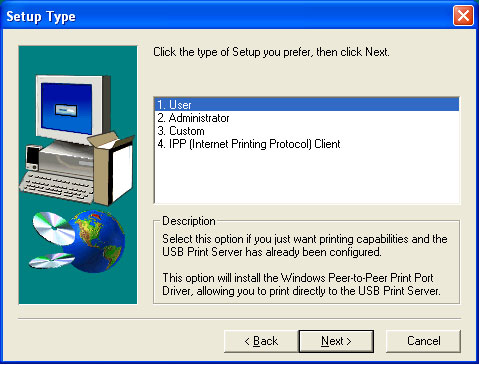 Setup Type
Click the type of Setup you prefer, then click Next.
1. User
2. Administrator
3. Custom
4. IPP (Internet Printing Protocol) Client
Description
Select this option if you just want printing capabilities and the
USB Print Server has already been configured.
This option will install the Windows Peer-to-Peer Print Port
Driver, allowing you to print directly to the USB Print Server.
< Back
Next >
Cancel